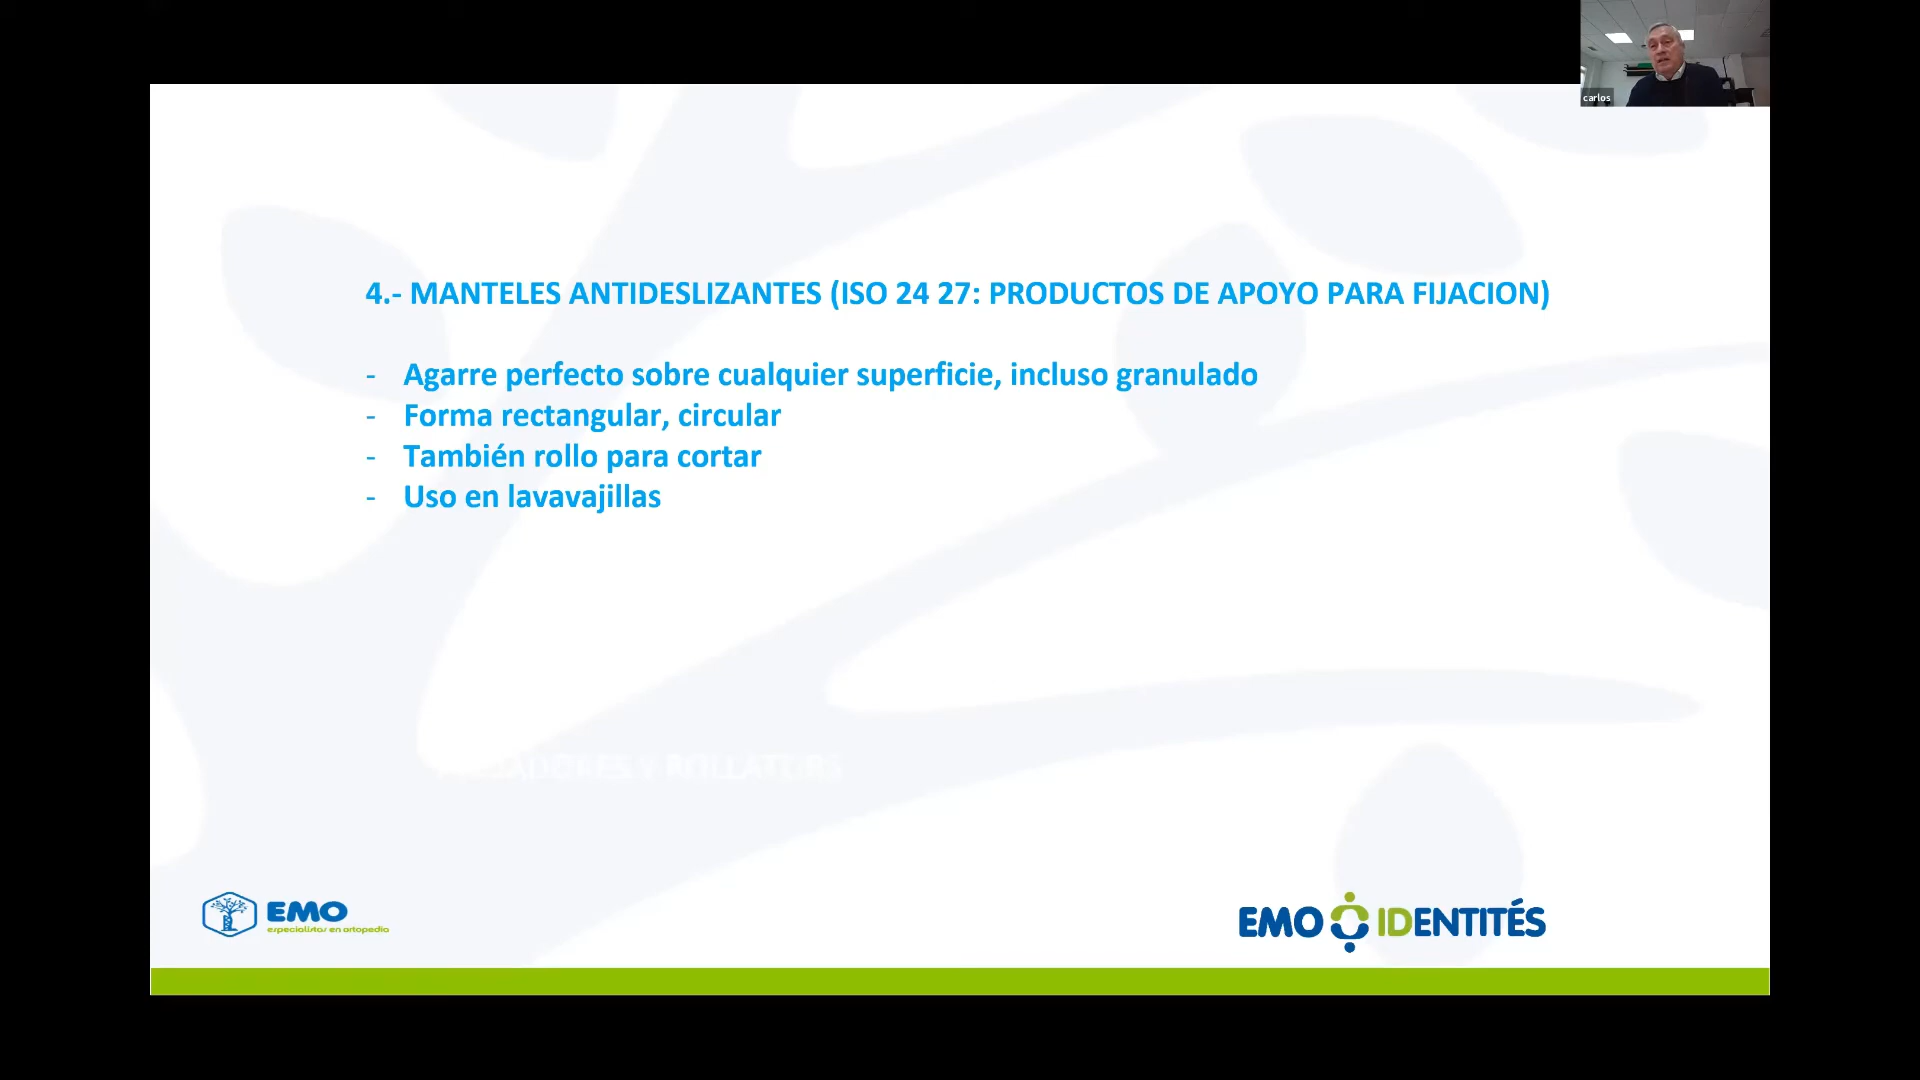 carlos
4.- MANTELES ANTIDESLIZANTES (ISO 24 27: PRODUCTOS DE APOYO PARA FIJACION)
- Agarre perfecto sobre cualquier superficie, incluso granulado
- Forma rectangular, circular
- También rollo para cortar
- Uso en lavavajillas
Y ROLLATORS
EMO
especialistas en ortopedia
EMO IDENTITÉS